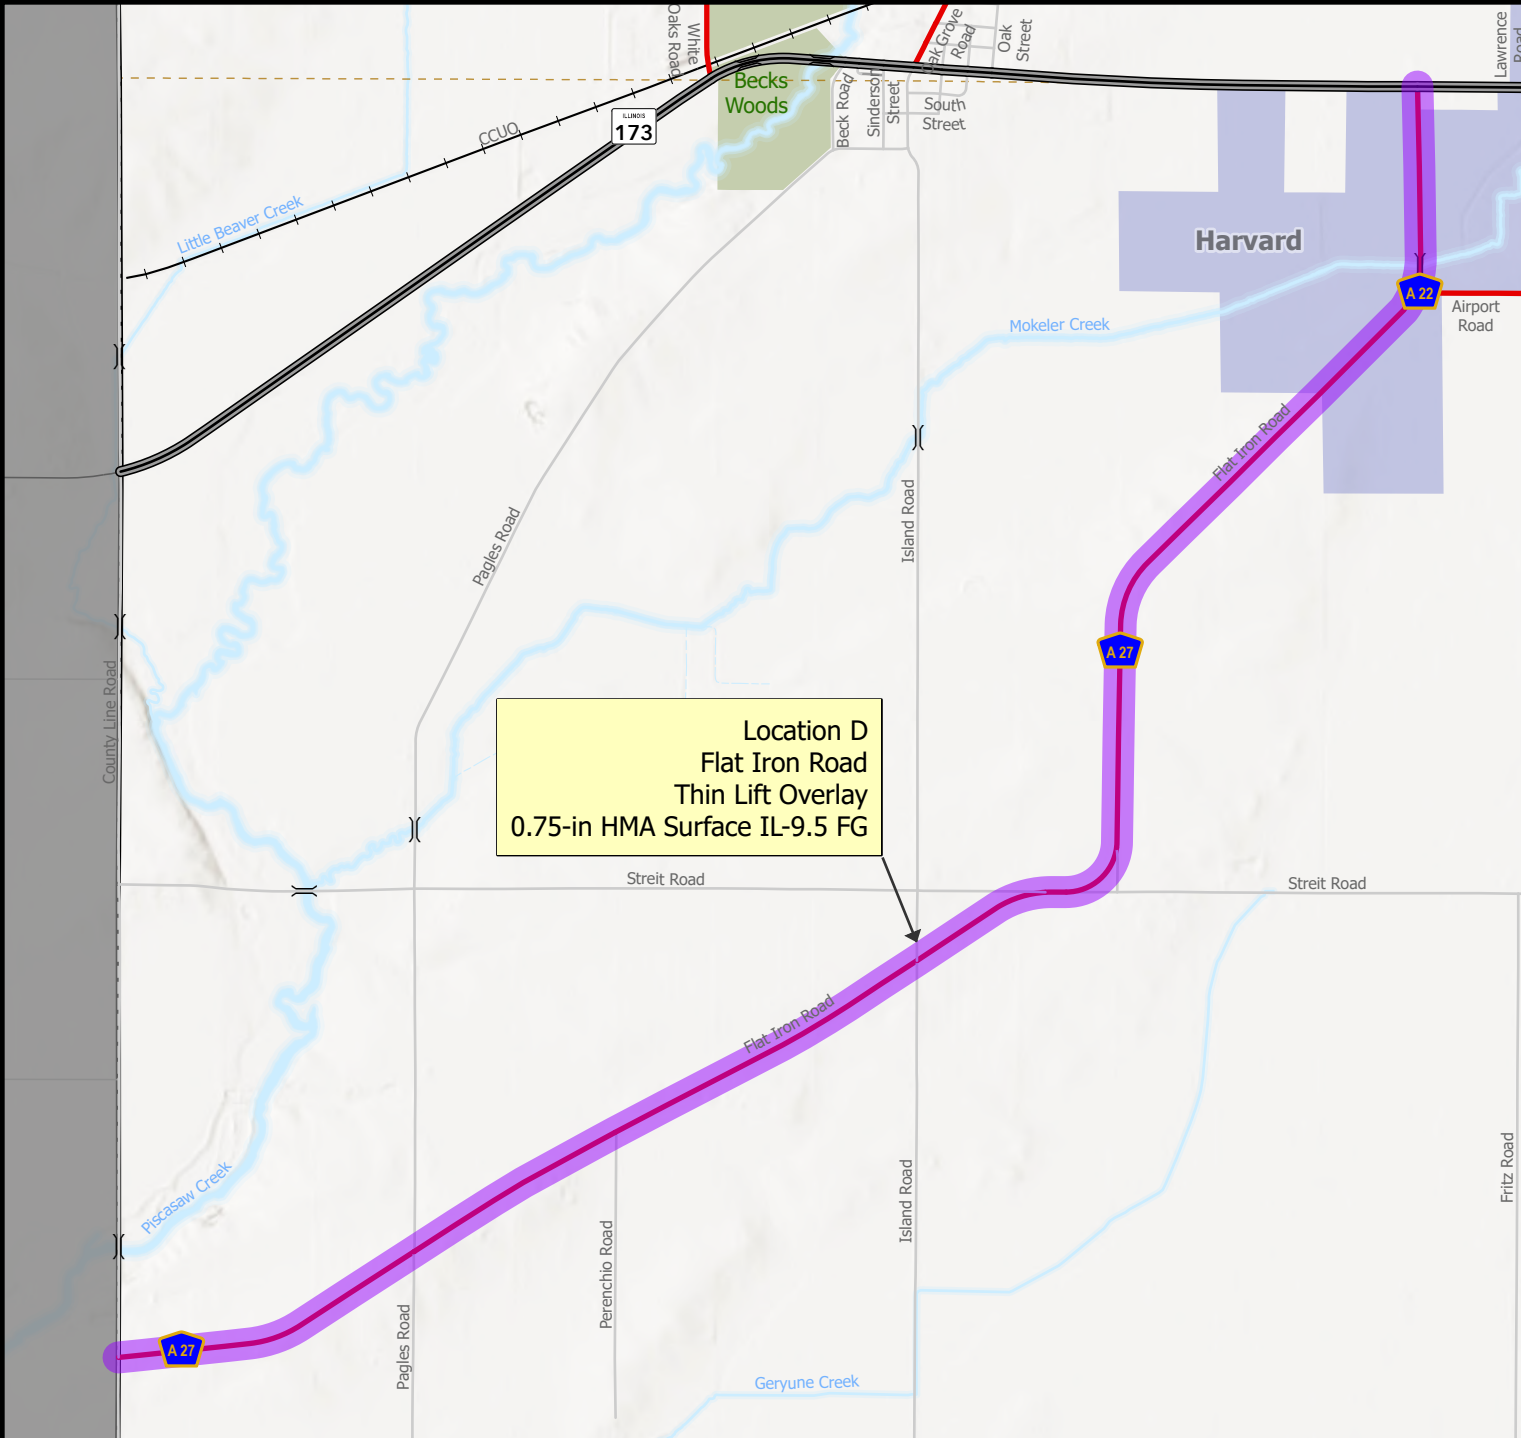 White
Oaks Road
Oak Grove
Road
Oak
Street
Lawrence
Road
Becks
Woods
Beck Road
Sinderson
Street
South
Street
ILLINOIS
173
CCUO
Little Beaver Creek
Harvard
A 22
Airport
Road
Mokeler Creek
Flat Iron Road
Island Road
Pagles Road
A 27
County Line Road
Location D
Flat Iron Road
Thin Lift Overlay
0.75-in HMA Surface IL-9.5 FG
Streit Road
Streit Road
Flat Iron Road
Piscasaw Creek
Perenchio Road
Island Road
Fritz Road
A 27
Pagles Road
Geryune Creek